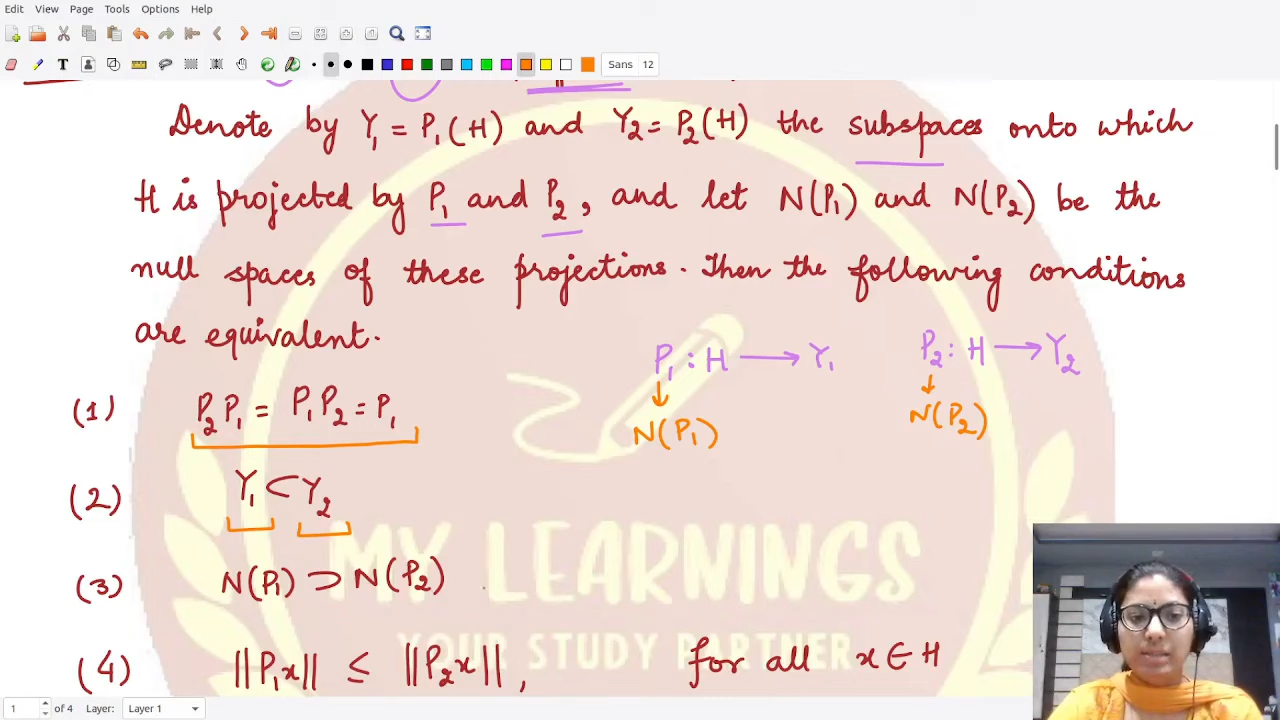 Edit View Page Tools Options Help
Sans 12
Denote by Y₁ = P₁(H) and Y₂ = P₂(H) the subspaces onto which
H is projected by P₁ and P₂, and let N(P₁) and N(P₂) be the
null spaces of these projections. Then the following conditions
are equivalent.
P₁ : H ⟶ Y₁
P₂ : H ⟶ Y₂
↓
↓
N(P₁)
N(P₂)
(1) P₂P₁ = P₁P₂ = P₁
(2) Y₁ ⊂ Y₂
(3) N(P₁) ⊃ N(P₂)
(4) ||P₁x|| ≤ ||P₂x||, for all x ∈ H
MY LEARNINGS
YOUR STUDY PARTNER
1 of 4 Layer: Layer 1